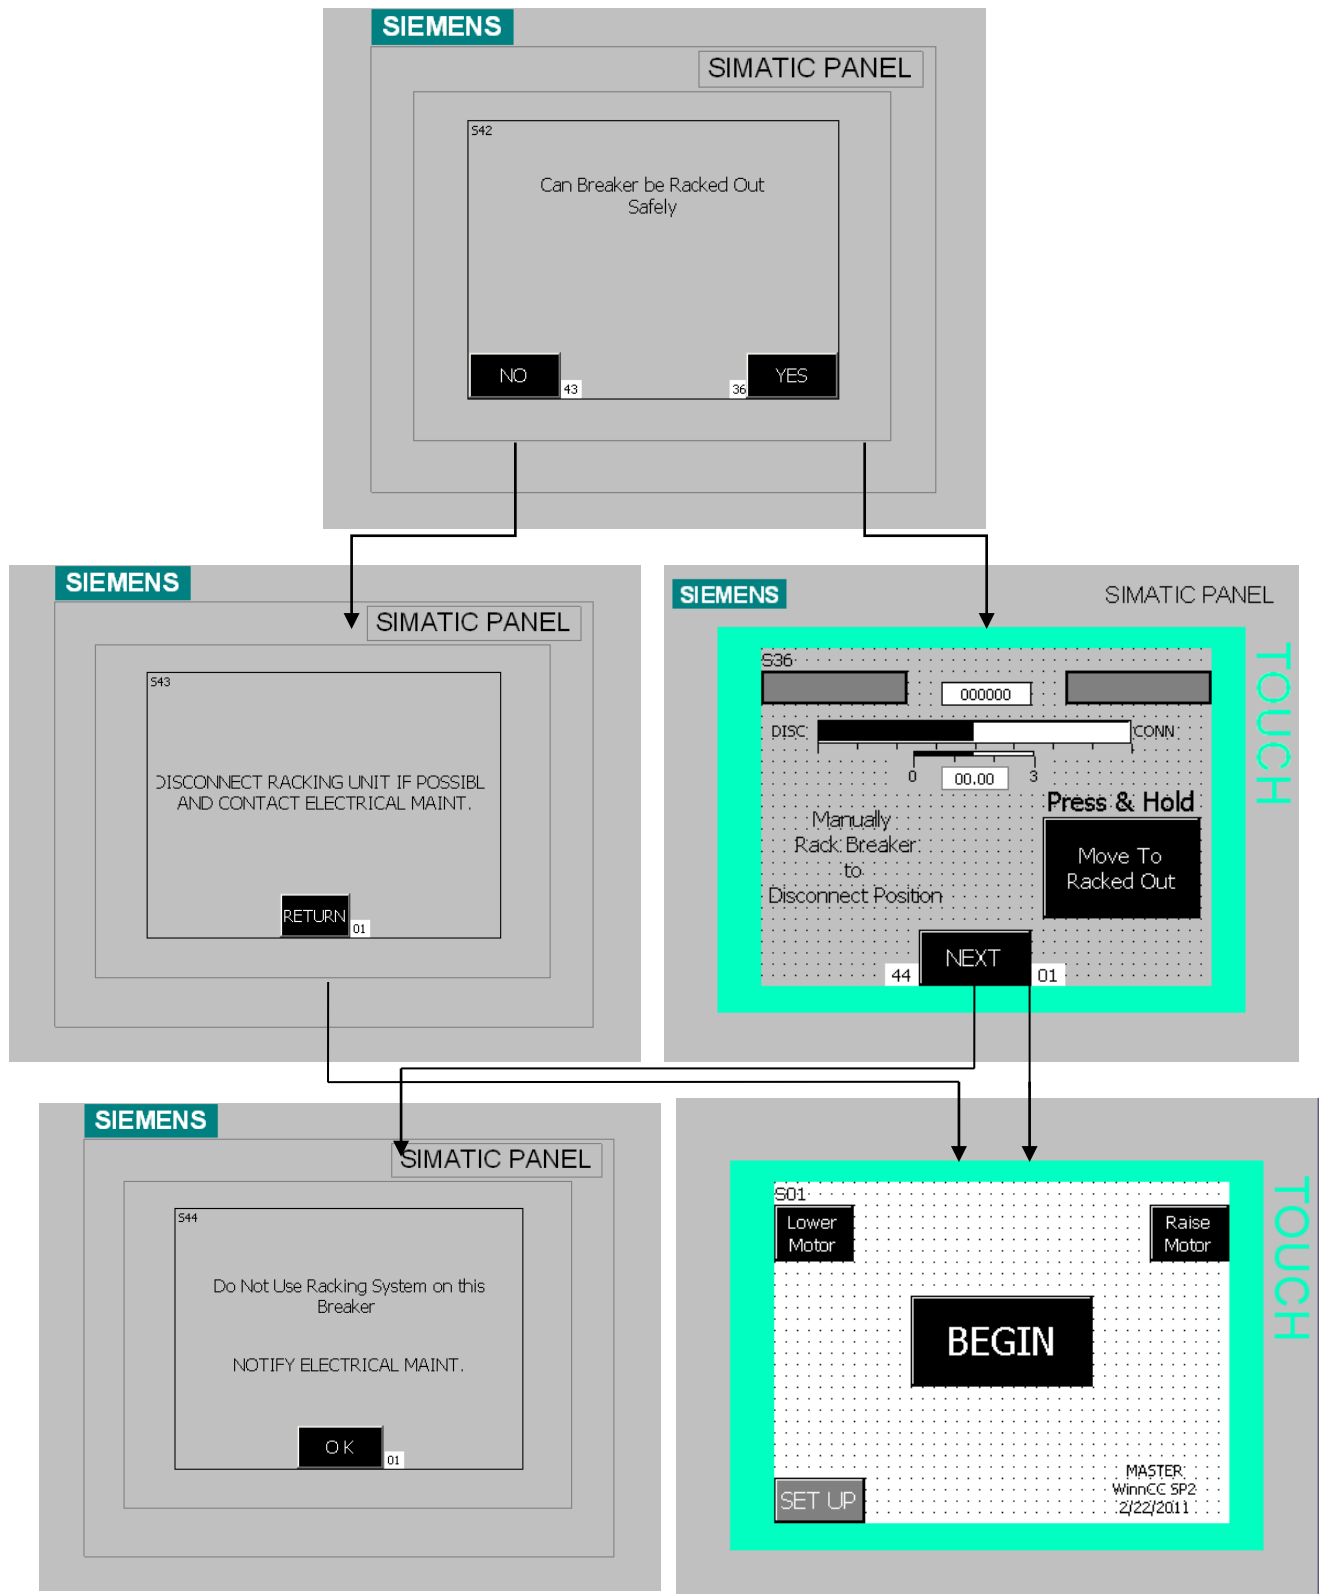 SIEMENS
SIMATIC PANEL
S42
Can Breaker be Racked Out
Safely
NO
43
36
YES
SIEMENS
SIMATIC PANEL
S43
DISCONNECT RACKING UNIT IF POSSIBL
AND CONTACT ELECTRICAL MAINT.
RETURN
01
SIEMENS
SIMATIC PANEL
TOUCH
S36
000000
DISC
CONN
0
00.00
3
Manually
Rack Breaker
to
Disconnect Position
Press & Hold
Move To
Racked Out
44
NEXT
01
SIEMENS
SIMATIC PANEL
S44
Do Not Use Racking System on this
Breaker
NOTIFY ELECTRICAL MAINT.
O K
01
TOUCH
S01
Lower
Motor
Raise
Motor
BEGIN
SET UP
MASTER
WinnCC SP2
2/22/2011